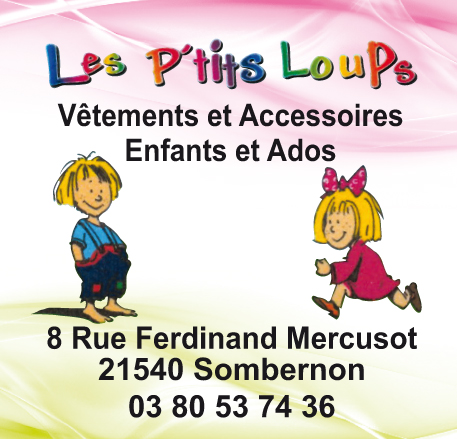 Les P'tits LouPs
Vêtements et Accessoires
Enfants et Ados
8 Rue Ferdinand Mercusot
21540 Sombernon
03 80 53 74 36